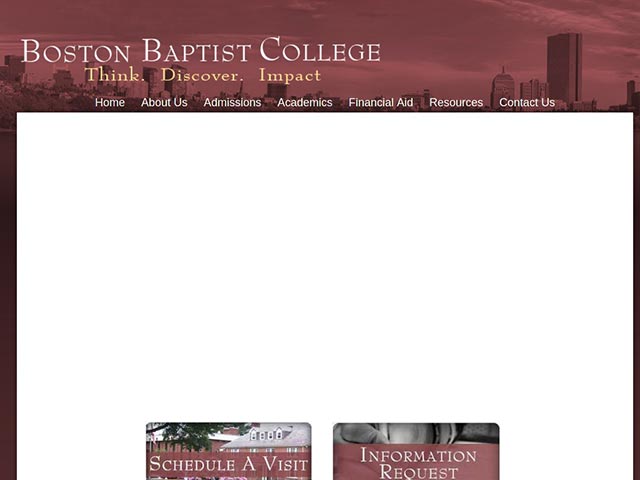 Boston Baptist College
Think. Discover. Impact
Home About Us Admissions Academics Financial Aid Resources Contact Us
Schedule A Visit
Information
Request